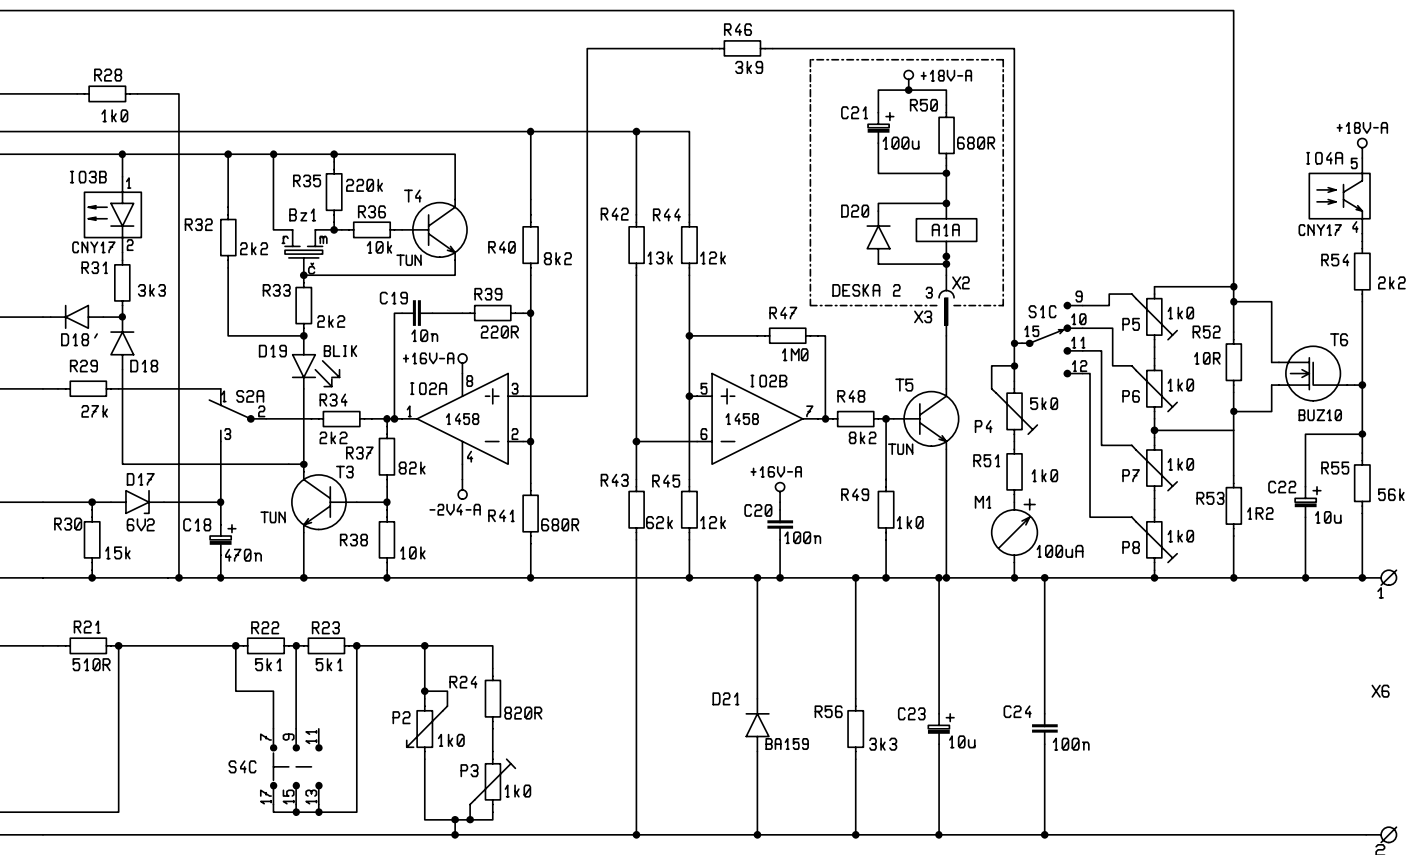 R46
3k9
+18V-A
R28
1k0
C21
100u
R50
680R
+18V-A
IO3B
1
2
CNY17
R35
220k
T4
TUN
Bz1
r
m
č
R36
10k
R32
2k2
R42
13k
R44
12k
R40
8k2
D20
A1A
DESKA 2
3
X2
X3
IO4A
5
4
CNY17
R31
3k3
R33
2k2
C19
10n
R39
220R
R54
2k2
D18'
D18
D19
BLIK
+16V-A
R47
1M0
S1C
15
9
10
11
12
P5
1k0
R52
10R
T6
BUZ10
R29
27k
S2A
1
2
3
R34
2k2
IO2A
1458
8
3
1
2
4
+
−
IO2B
1458
5
6
7
+
−
R48
8k2
T5
TUN
P4
5k0
P6
1k0
R37
82k
T3
TUN
-2V4-A
R43
62k
R45
12k
+16V-A
C20
100n
R49
1k0
R51
1k0
M1
+
100uA
P7
1k0
R53
1R2
C22
+
10u
R55
56k
D17
6V2
R30
15k
C18
+
470n
R38
10k
R41
680R
P8
1k0
1
R21
510R
R22
5k1
R23
5k1
R24
820R
P2
1k0
P3
1k0
S4C
7
9
11
17
15
13
D21
BA159
R56
3k3
C23
+
10u
C24
100n
X6
2